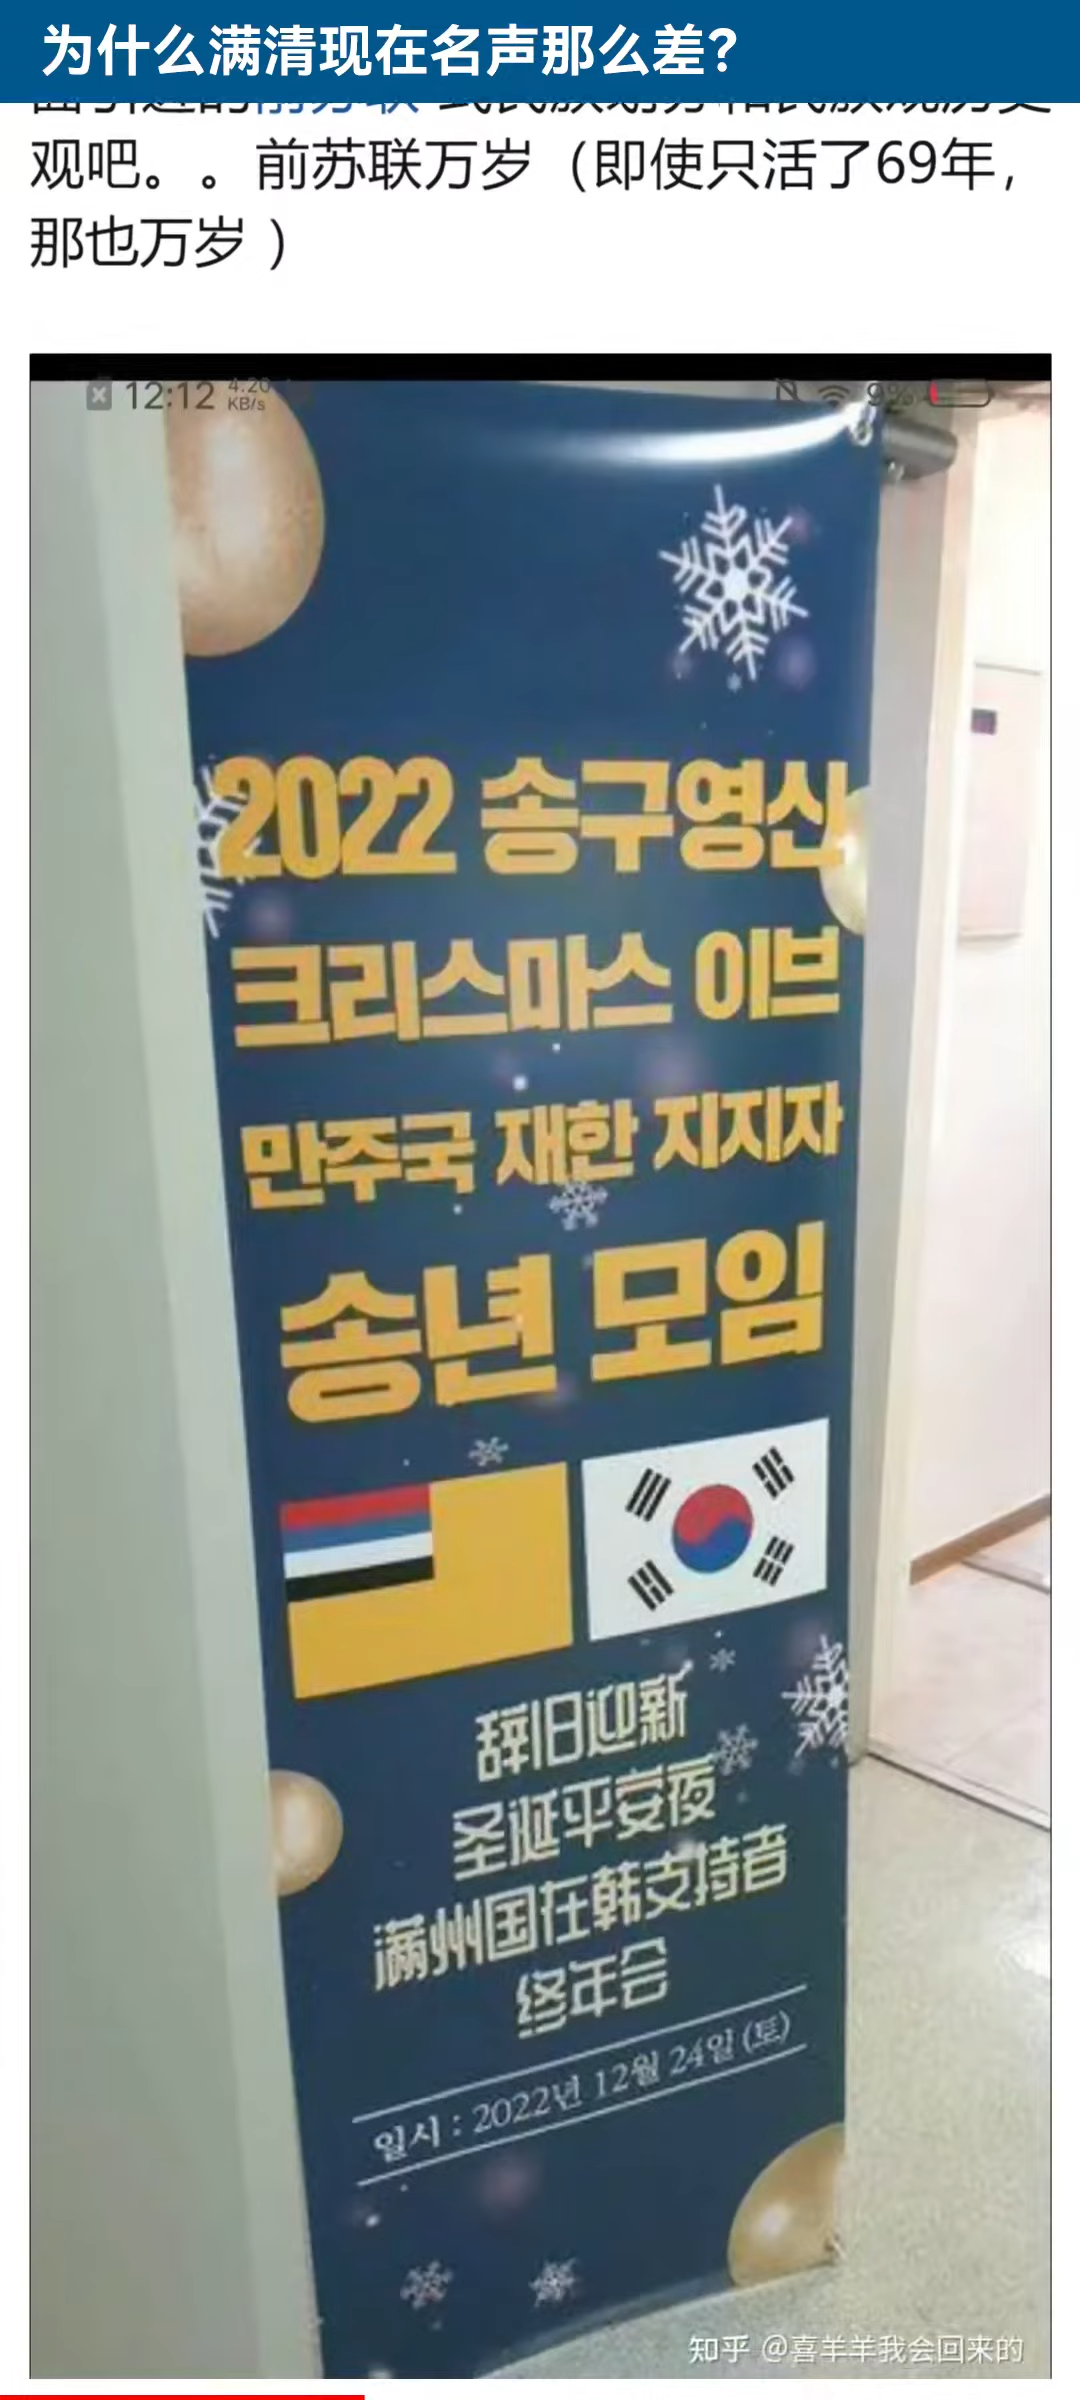 为什么满清现在名声那么差?
观吧。。前苏联万岁（即使只活了69年，
那也万岁 ）
12:12
4.20
KB/s
9%
2022 송구영신
크리스마스 이브
만주국 재한 지지자
송년 모임
辞旧迎新
圣诞平安夜
满州国在韩支持者
终年会
일시 : 2022년 12월 24일 (토)
知乎 @喜羊羊我会回来的